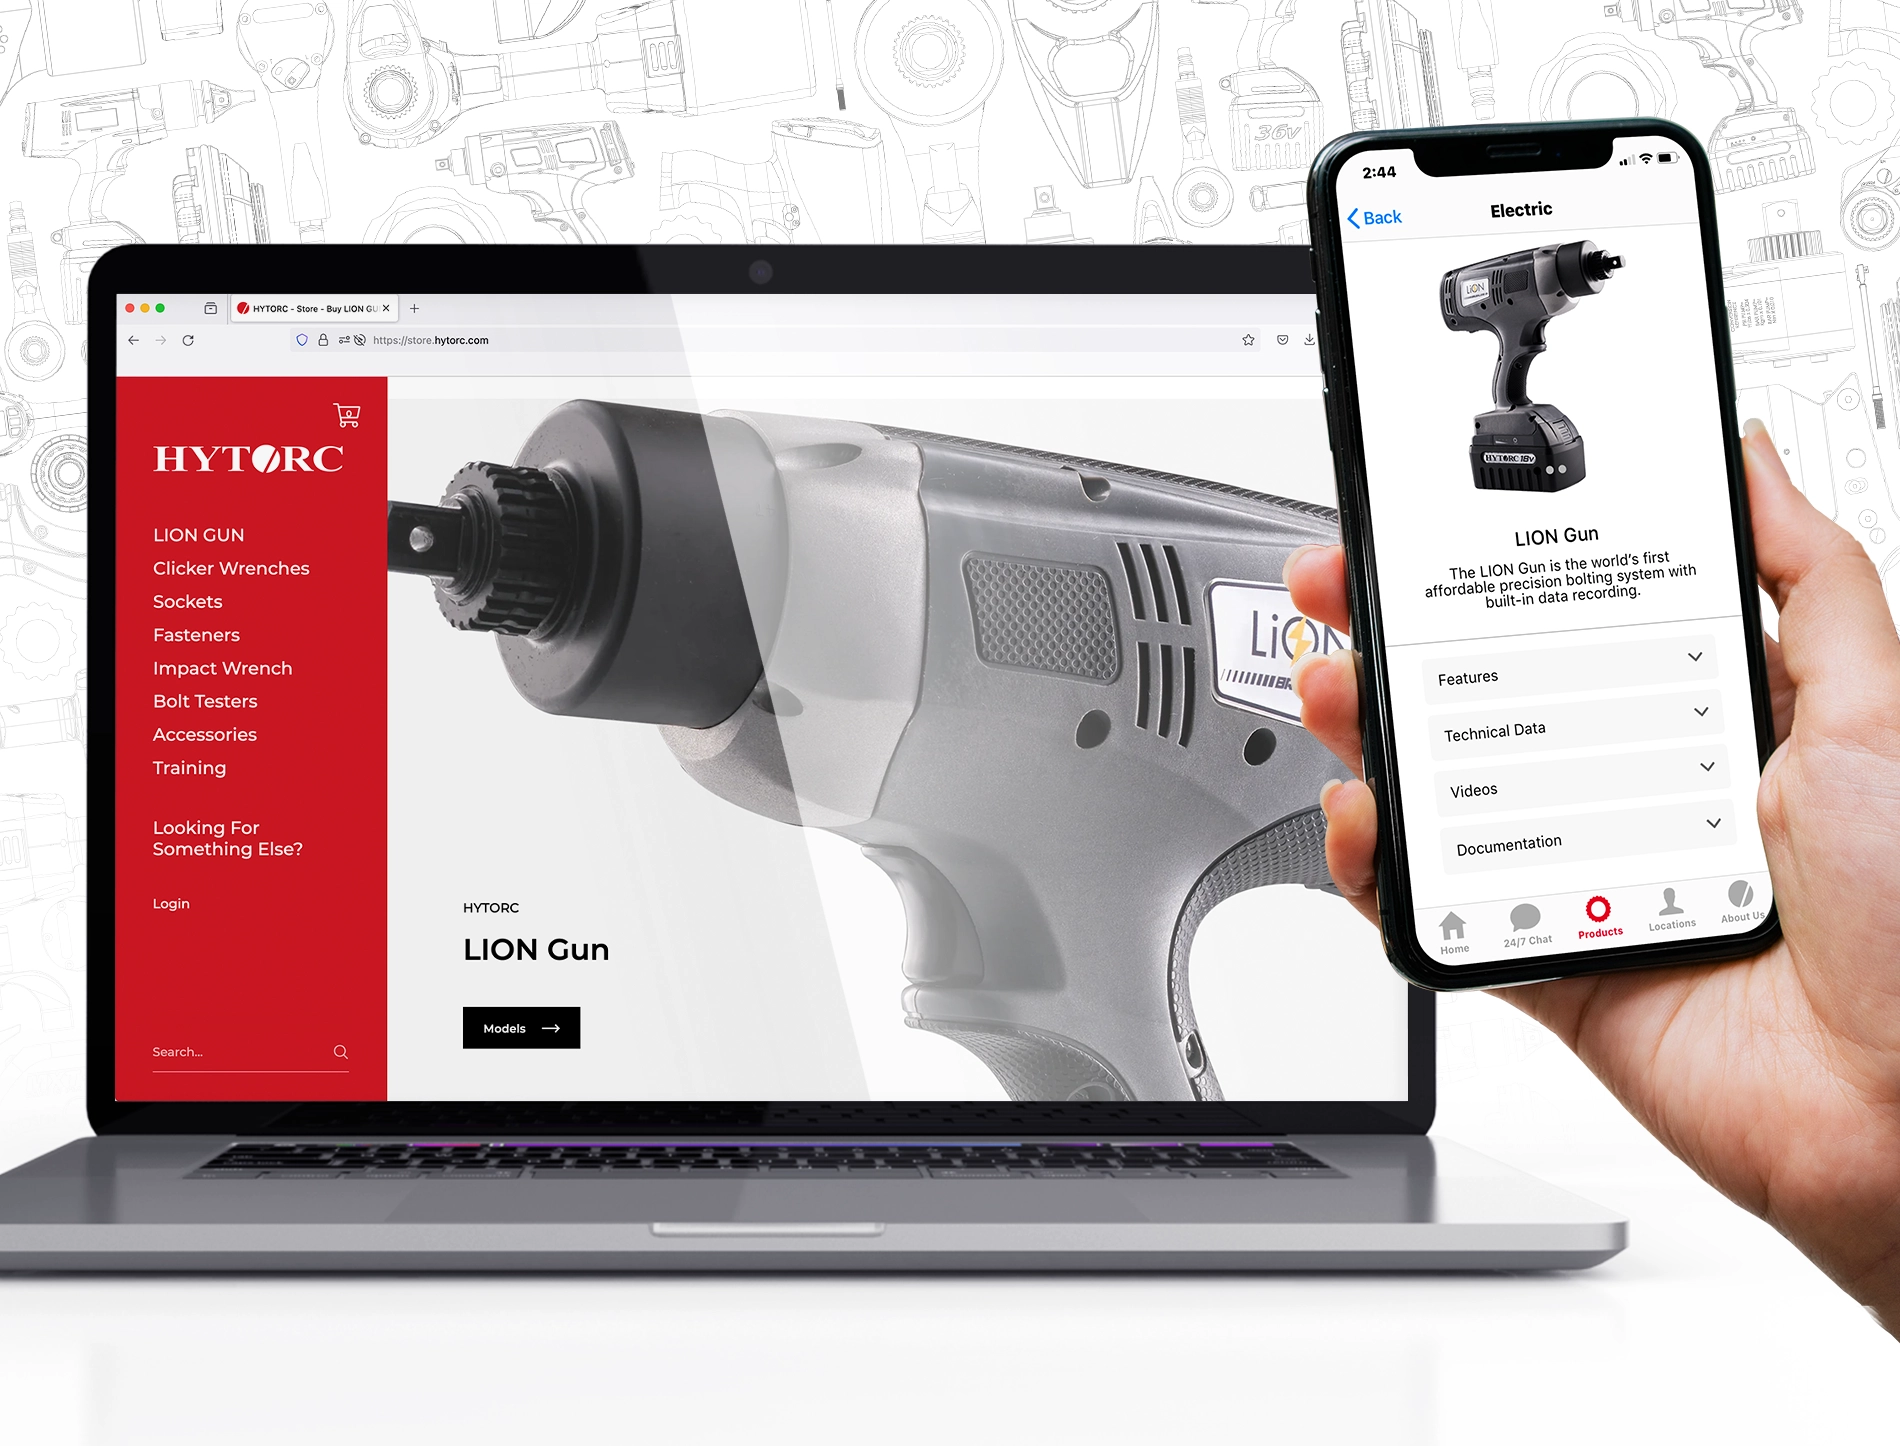 36V
HYTORC - Store - Buy LION GU
https://store.hytorc.com
0
HYTORC
LION GUN
Clicker Wrenches
Sockets
Fasteners
Impact Wrench
Bolt Testers
Accessories
Training
Looking For
Something Else?
Login
Search...
HYTORC
LION Gun
Models
LiON
BR
2:44
Back
Electric
LiON
HYTORC 18V
LION Gun
The LION Gun is the world's first
affordable precision bolting system with
built-in data recording.
Features
Technical Data
Videos
Documentation
Home
24/7 Chat
Products
Locations
About Us